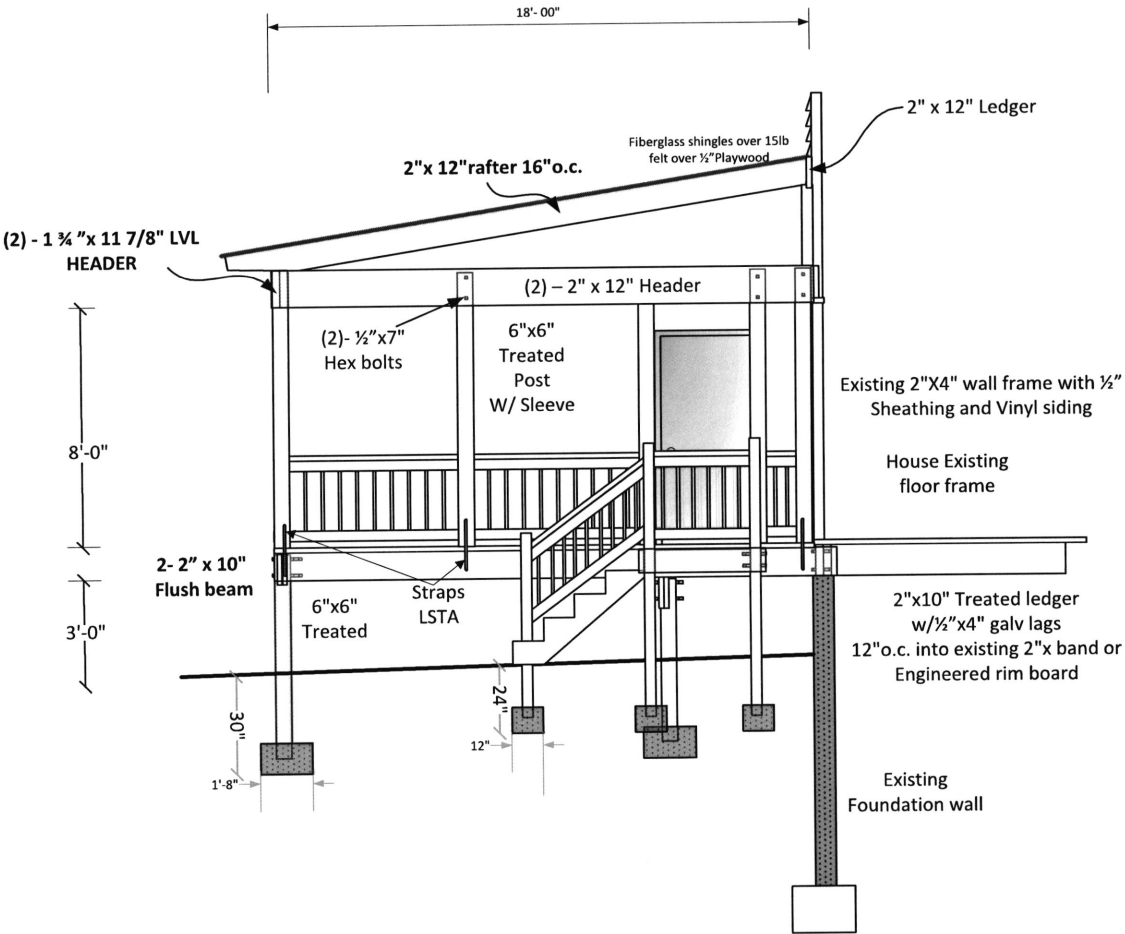 18'- 00"
2" x 12" Ledger
Fiberglass shingles over 15lb
felt over ½"Playwood
2"x 12"rafter 16"o.c.
(2) - 1 ¾ "x 11 7/8" LVL
HEADER
(2) – 2" x 12" Header
(2)- ½"x7"
Hex bolts
6"x6"
Treated
Post
W/ Sleeve
Existing 2"X4" wall frame with ½"
Sheathing and Vinyl siding
8'-0"
House Existing
floor frame
2- 2" x 10"
Flush beam
6"x6"
Treated
Straps
LSTA
2"x10" Treated ledger
w/½"x4" galv lags
12"o.c. into existing 2"x band or
Engineered rim board
3'-0"
30"
24"
12"
1'-8"
Existing
Foundation wall